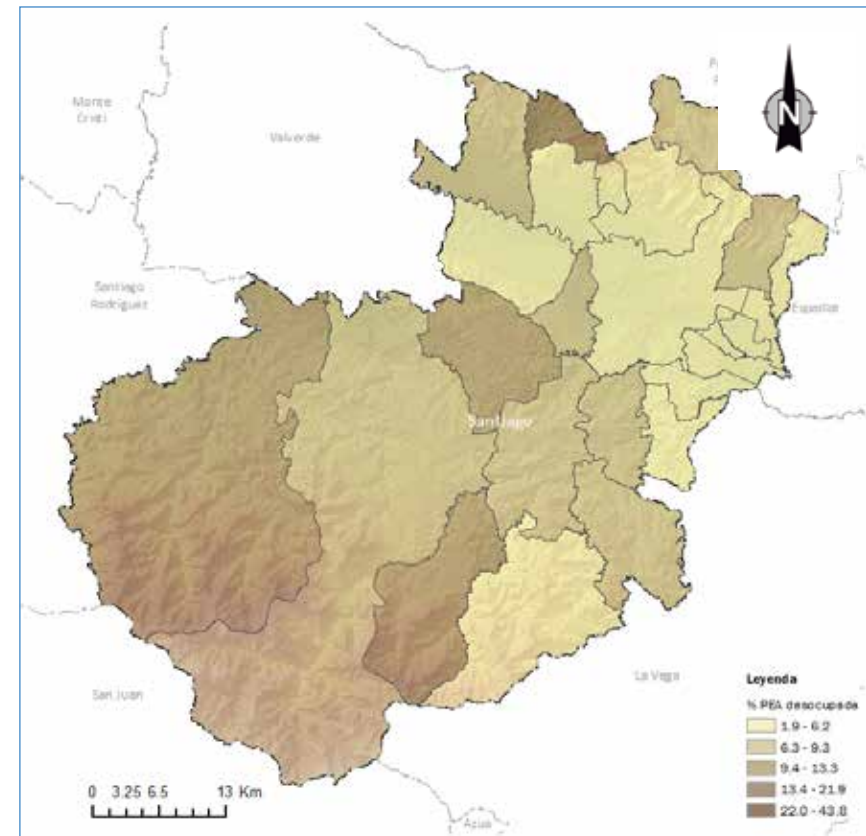 Monte
Cristi
Valverde
N
Santiago
Rodríguez
Espaillat
Santiago
San Juan
La Vega
Azua
Leyenda
% PEA desocupada
1.9 - 6.2
6.3 - 9.3
9.4 - 13.3
13.4 - 21.9
22.0 - 43.8
0 3.25 6.5 13 Km